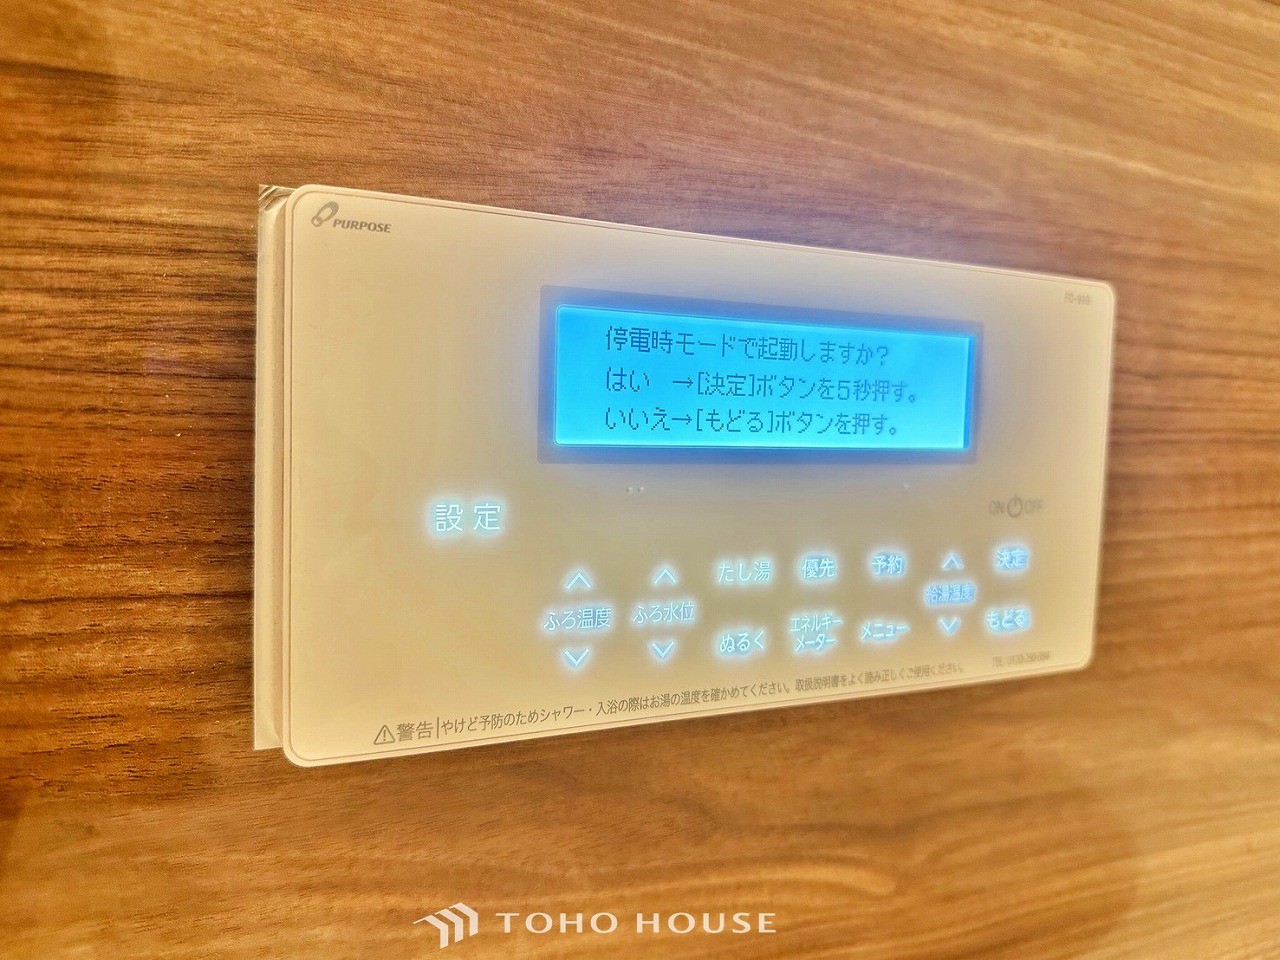 PURPOSE
停電時モードで起動しますか?
はい →[決定]ボタンを5秒押す。
いいえ→[もどる]ボタンを押す。
設定
ON OFF
ふろ温度
ふろ水位
たし湯
優先
予約
決定
ぬるく
エネルギー
メーター
メニュー
給湯温度
もどる
警告 やけど予防のためシャワー・入浴の際はお湯の温度を確かめてください。取扱説明書をよく読み正しくご使用ください。
TOHO HOUSE